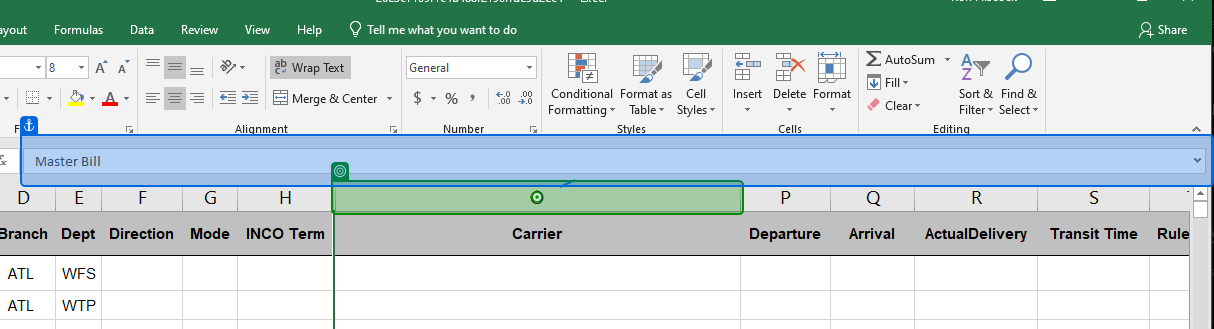 ayout Formulas Data Review View Help Tell me what you want to do Share
8 A A ab Wrap Text General AutoSum
Conditional Format as Cell Insert Delete Format Fill Sort & Find &
A Merge & Center $ % , .00 Formatting Table Styles Clear Filter Select
F Alignment Number Styles Cells Editing
fx Master Bill
D E F G H O P Q R S
Branch Dept Direction Mode INCO Term Carrier Departure Arrival ActualDelivery Transit Time Rule
ATL WFS
ATL WTP